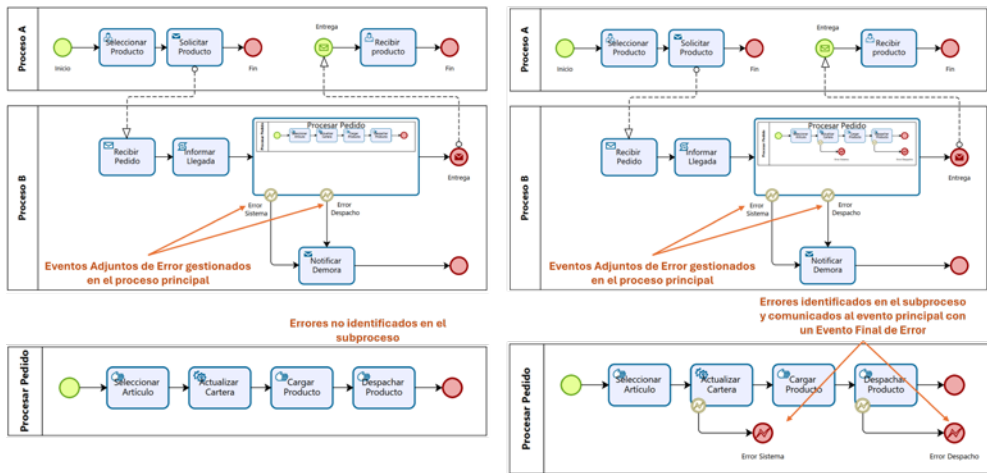 Proceso A
Inicio
Seleccionar
Producto
Solicitar
Producto
Fin
Entrega
Recibir
producto
Fin
Proceso B
Recibir
Pedido
Informar
Llegada
Procesar Pedido
Entrega
Error
Sistema
Error
Despacho
Notificar
Demora
Eventos Adjuntos de Error gestionados
en el proceso principal
Errores no identificados en el
subproceso
Procesar Pedido
Seleccionar
Artículo
Actualizar
Cartera
Cargar
Producto
Despachar
Producto
Proceso A
Inicio
Seleccionar
Producto
Solicitar
Producto
Fin
Entrega
Recibir
producto
Fin
Proceso B
Recibir
Pedido
Informar
Llegada
Procesar Pedido
Entrega
Error
Sistema
Error
Despacho
Notificar
Demora
Eventos Adjuntos de Error gestionados
en el proceso principal
Errores identificados en el subproceso
y comunicados al evento principal con
un Evento Final de Error
Procesar Pedido
Seleccionar
Artículo
Actualizar
Cartera
Cargar
Producto
Despachar
Producto
Error Sistema
Error Despacho